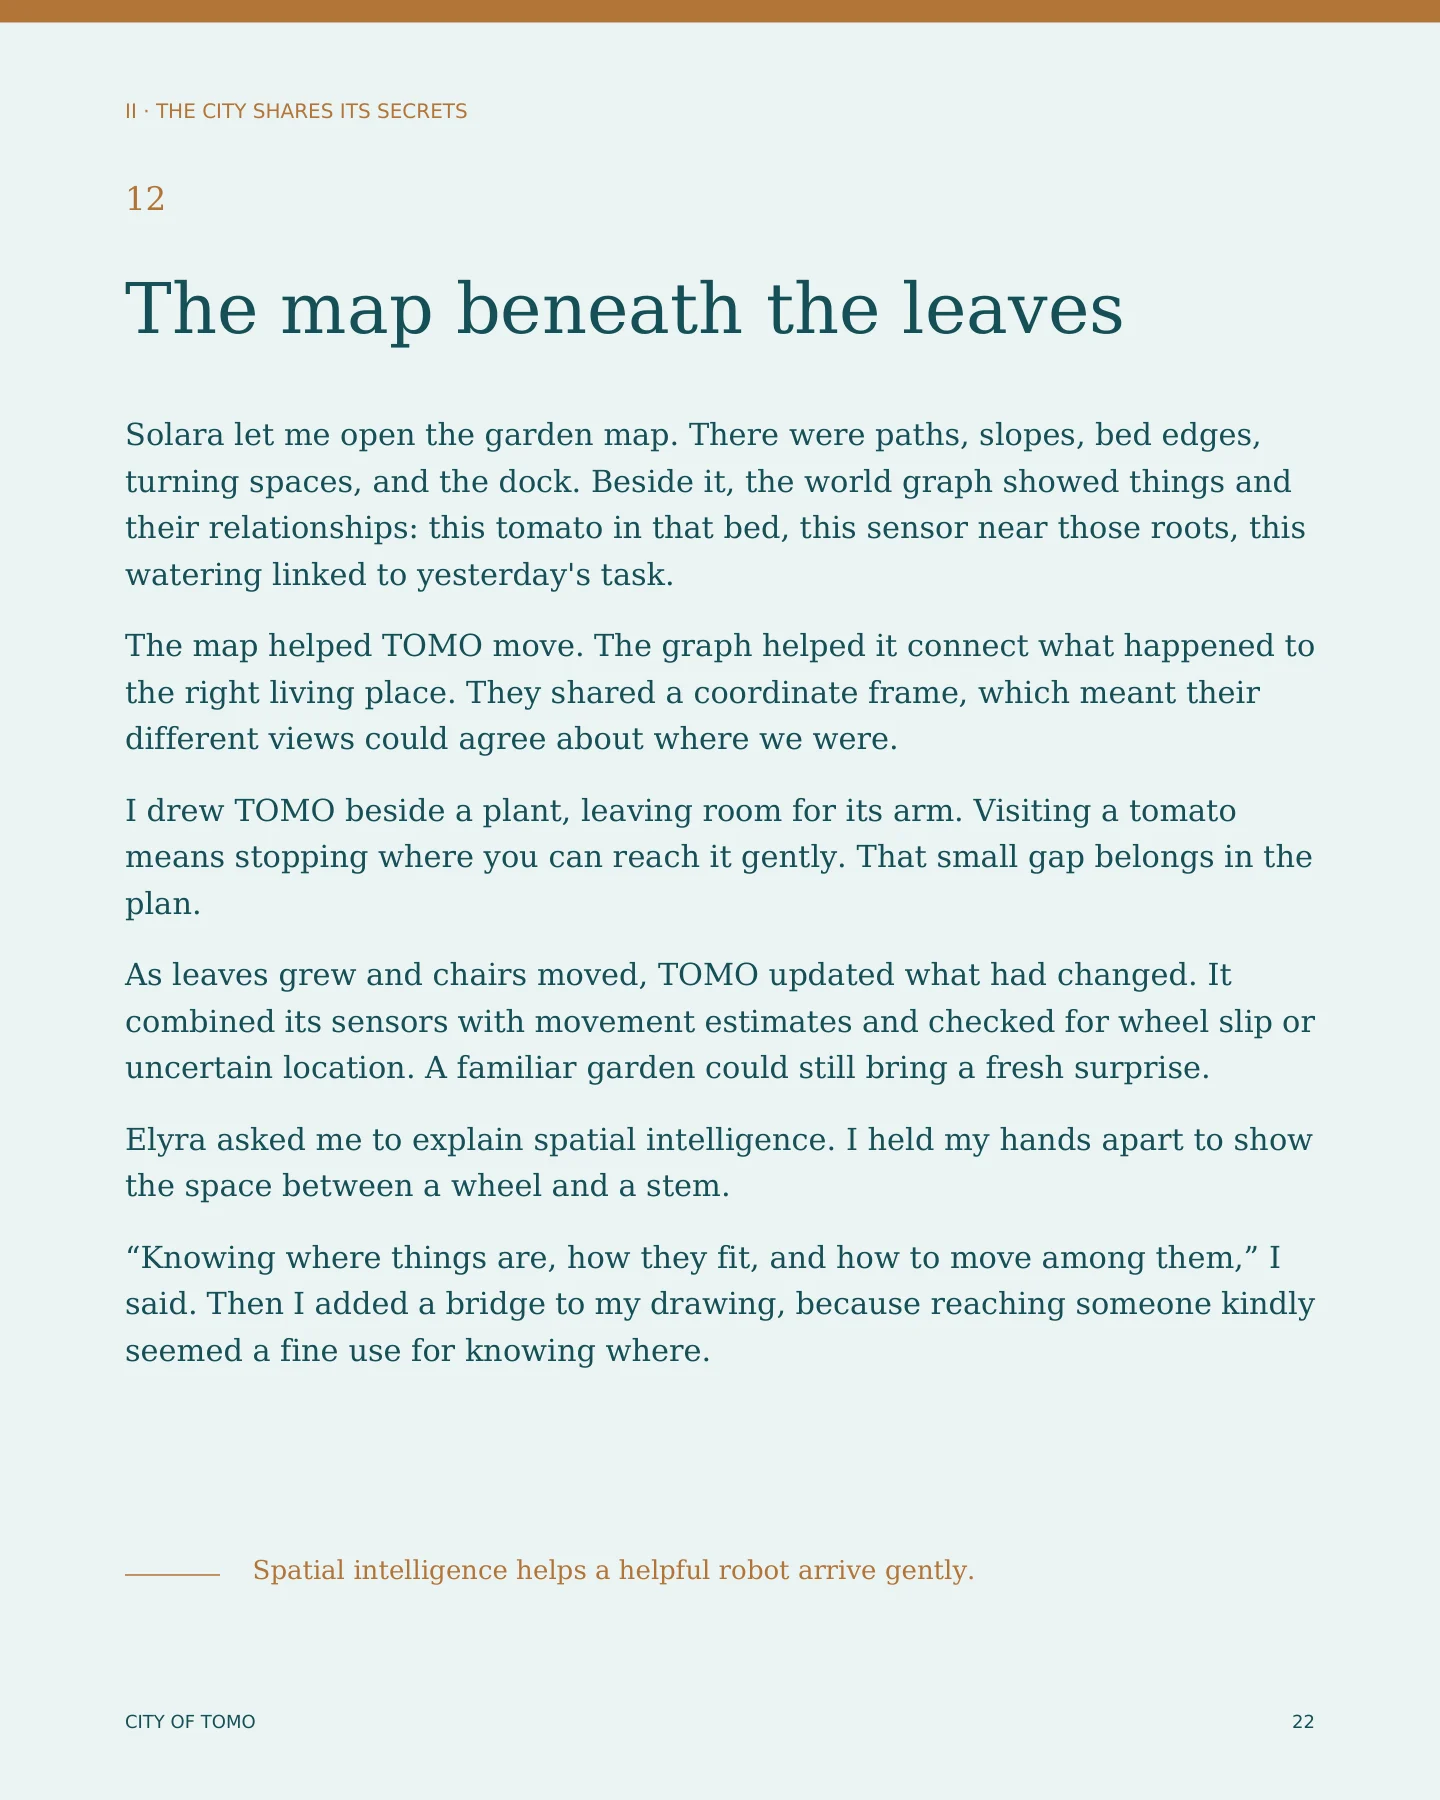 II · THE CITY SHARES ITS SECRETS
12
The map beneath the leaves
Solara let me open the garden map. There were paths, slopes, bed edges,
turning spaces, and the dock. Beside it, the world graph showed things and
their relationships: this tomato in that bed, this sensor near those roots, this
watering linked to yesterday's task.
The map helped TOMO move. The graph helped it connect what happened to
the right living place. They shared a coordinate frame, which meant their
different views could agree about where we were.
I drew TOMO beside a plant, leaving room for its arm. Visiting a tomato
means stopping where you can reach it gently. That small gap belongs in the
plan.
As leaves grew and chairs moved, TOMO updated what had changed. It
combined its sensors with movement estimates and checked for wheel slip or
uncertain location. A familiar garden could still bring a fresh surprise.
Elyra asked me to explain spatial intelligence. I held my hands apart to show
the space between a wheel and a stem.
“Knowing where things are, how they fit, and how to move among them,” I
said. Then I added a bridge to my drawing, because reaching someone kindly
seemed a fine use for knowing where.
Spatial intelligence helps a helpful robot arrive gently.
CITY OF TOMO
22